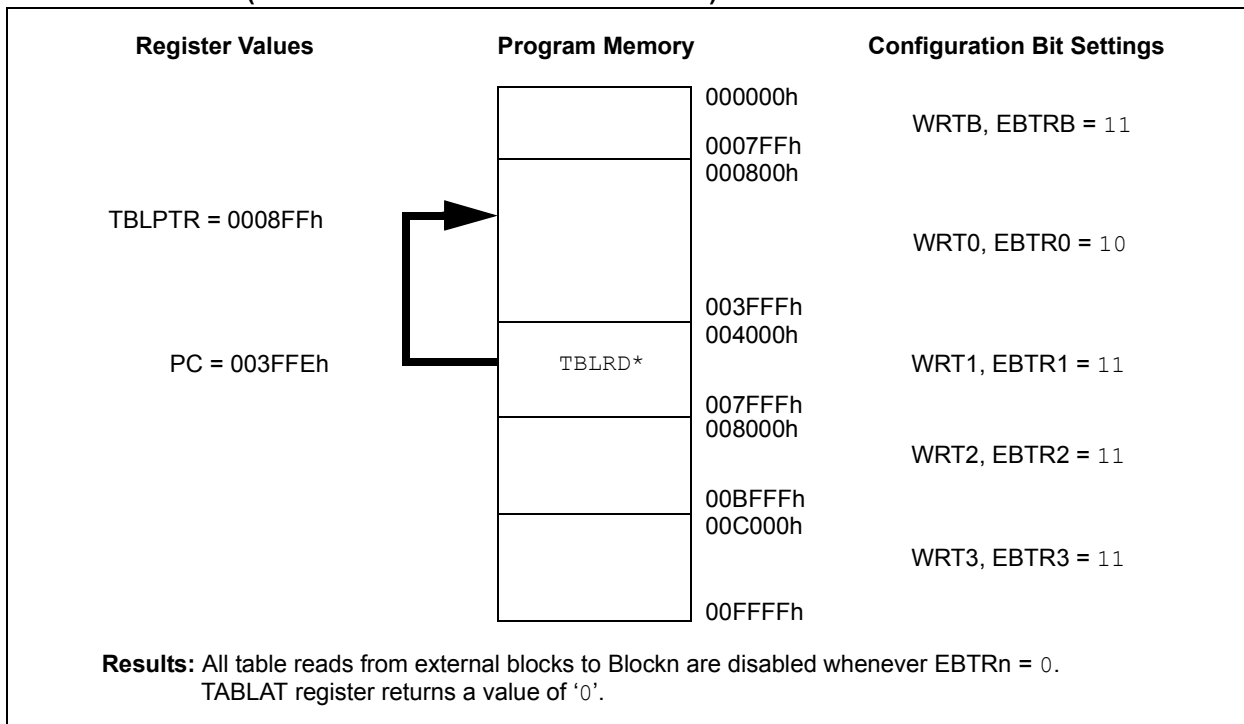 Register Values Program Memory Configuration Bit Settings
000000h
WRTB, EBTRB = 11
0007FFh
000800h
TBLPTR = 0008FFh
WRT0, EBTR0 = 10
003FFFh
004000h
PC = 003FFEh TBLRD* WRT1, EBTR1 = 11
007FFFh
008000h
WRT2, EBTR2 = 11
00BFFFh
00C000h
WRT3, EBTR3 = 11
00FFFFh
Results: All table reads from external blocks to Blockn are disabled whenever EBTRn = 0.
TABLAT register returns a value of ‘0’.